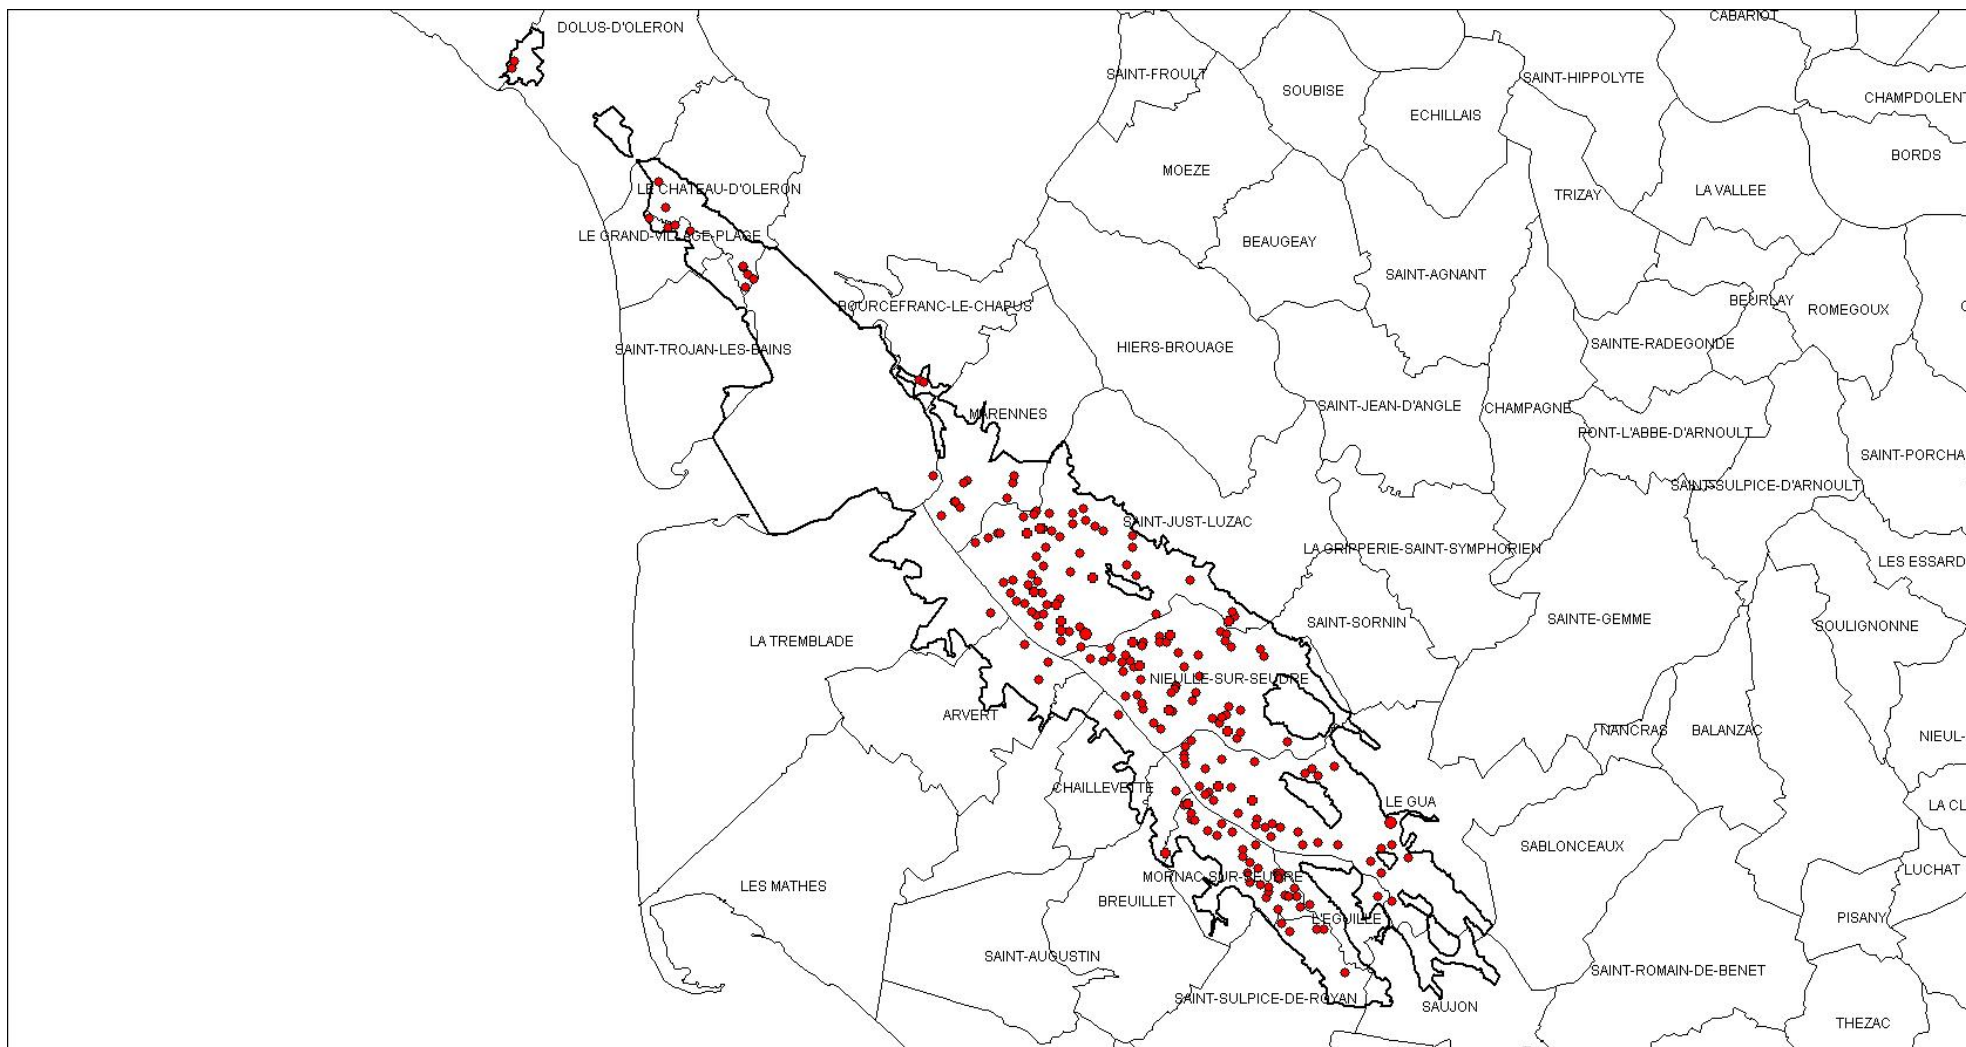 CABARIOT
DOLUS-D'OLERON
SAINT-FROULT
SAINT-HIPPOLYTE
SOUBISE
CHAMPDOLENT
ECHILLAIS
BORDS
MOEZE
LE CHATEAU-D'OLERON
LA VALLEE
TRIZAY
LE GRAND-VILLAGE-PLAGE
BEAUGEAY
SAINT-AGNANT
BEURLAY
BOURCEFRANC-LE-CHAPUS
ROMEGOUX
SAINTE-RADEGONDE
HIERS-BROUAGE
SAINT-TROJAN-LES-BAINS
SAINT-JEAN-D'ANGLE
CHAMPAGNE
MARENNES
PONT-L'ABBE-D'ARNOULT
SAINT-PORCHA
SAINT-SULPICE-D'ARNOULT
SAINT-JUST-LUZAC
LA GRIPPERIE-SAINT-SYMPHORIEN
LES ESSARD
SAINTE-GEMME
SAINT-SORNIN
SOULIGNONNE
LA TREMBLADE
NIEULLE-SUR-SEUDRE
ARVERT
NANCRAS
BALANZAC
NIEUL-
CHAILLEVETTE
LE GUA
LA CL
SABLONCEAUX
LUCHAT
MORNAC-SUR-SEUDRE
LES MATHES
BREUILLET
L'EGUILLE
PISANY
SAINT-AUGUSTIN
SAINT-ROMAIN-DE-BENET
SAINT-SULPICE-DE-ROYAN
SAUJON
THEZAC